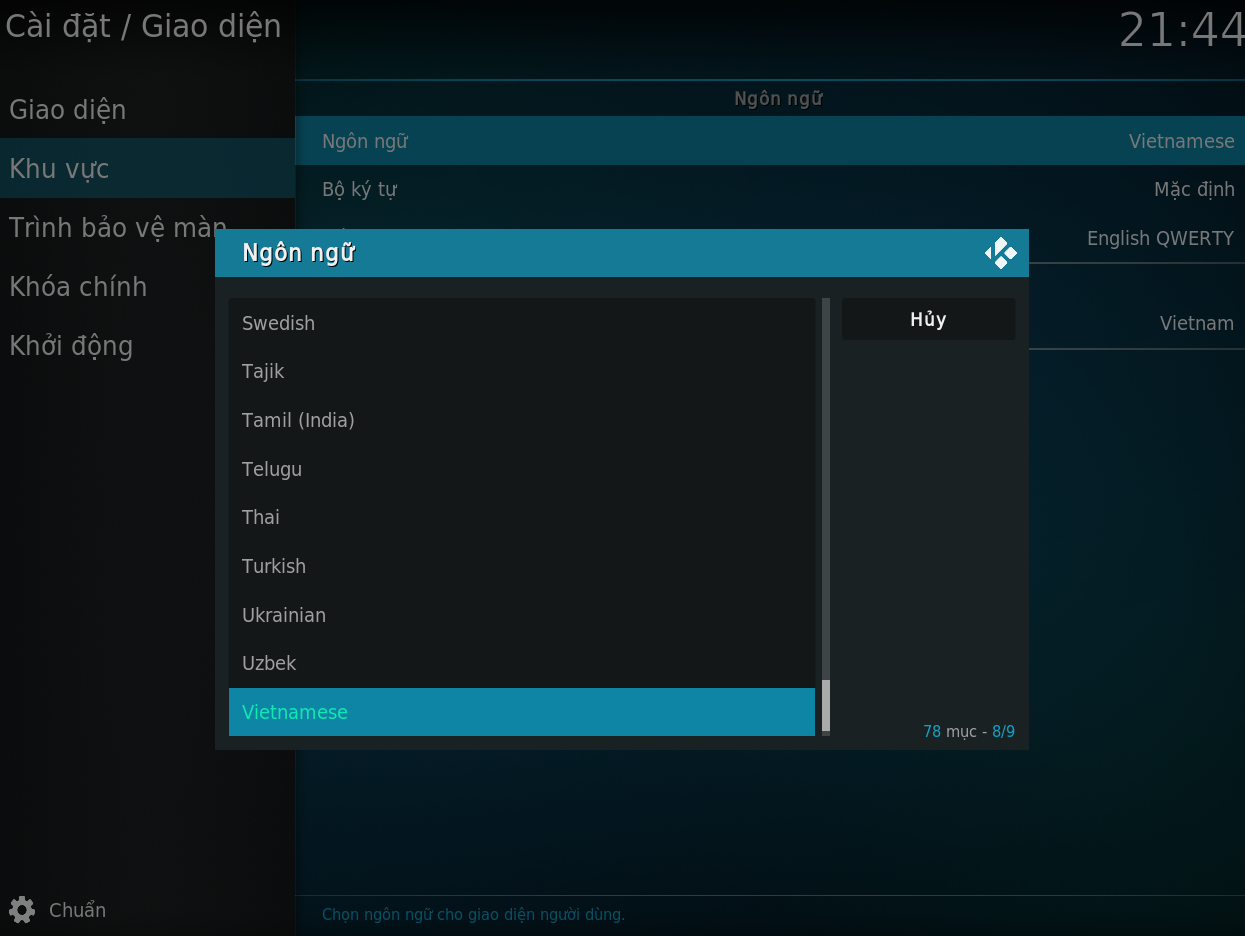 Cài đặt / Giao diện
21:44
Giao diện
Khu vực
Trình bảo vệ màn
Khóa chính
Khởi động
Ngôn ngữ
Ngôn ngữ Vietnamese
Bộ ký tự Mặc định
English QWERTY
Vietnam
Ngôn ngữ
Swedish
Tajik
Tamil (India)
Telugu
Thai
Turkish
Ukrainian
Uzbek
Vietnamese
Hủy
78 mục - 8/9
Chuẩn
Chọn ngôn ngữ cho giao diện người dùng.